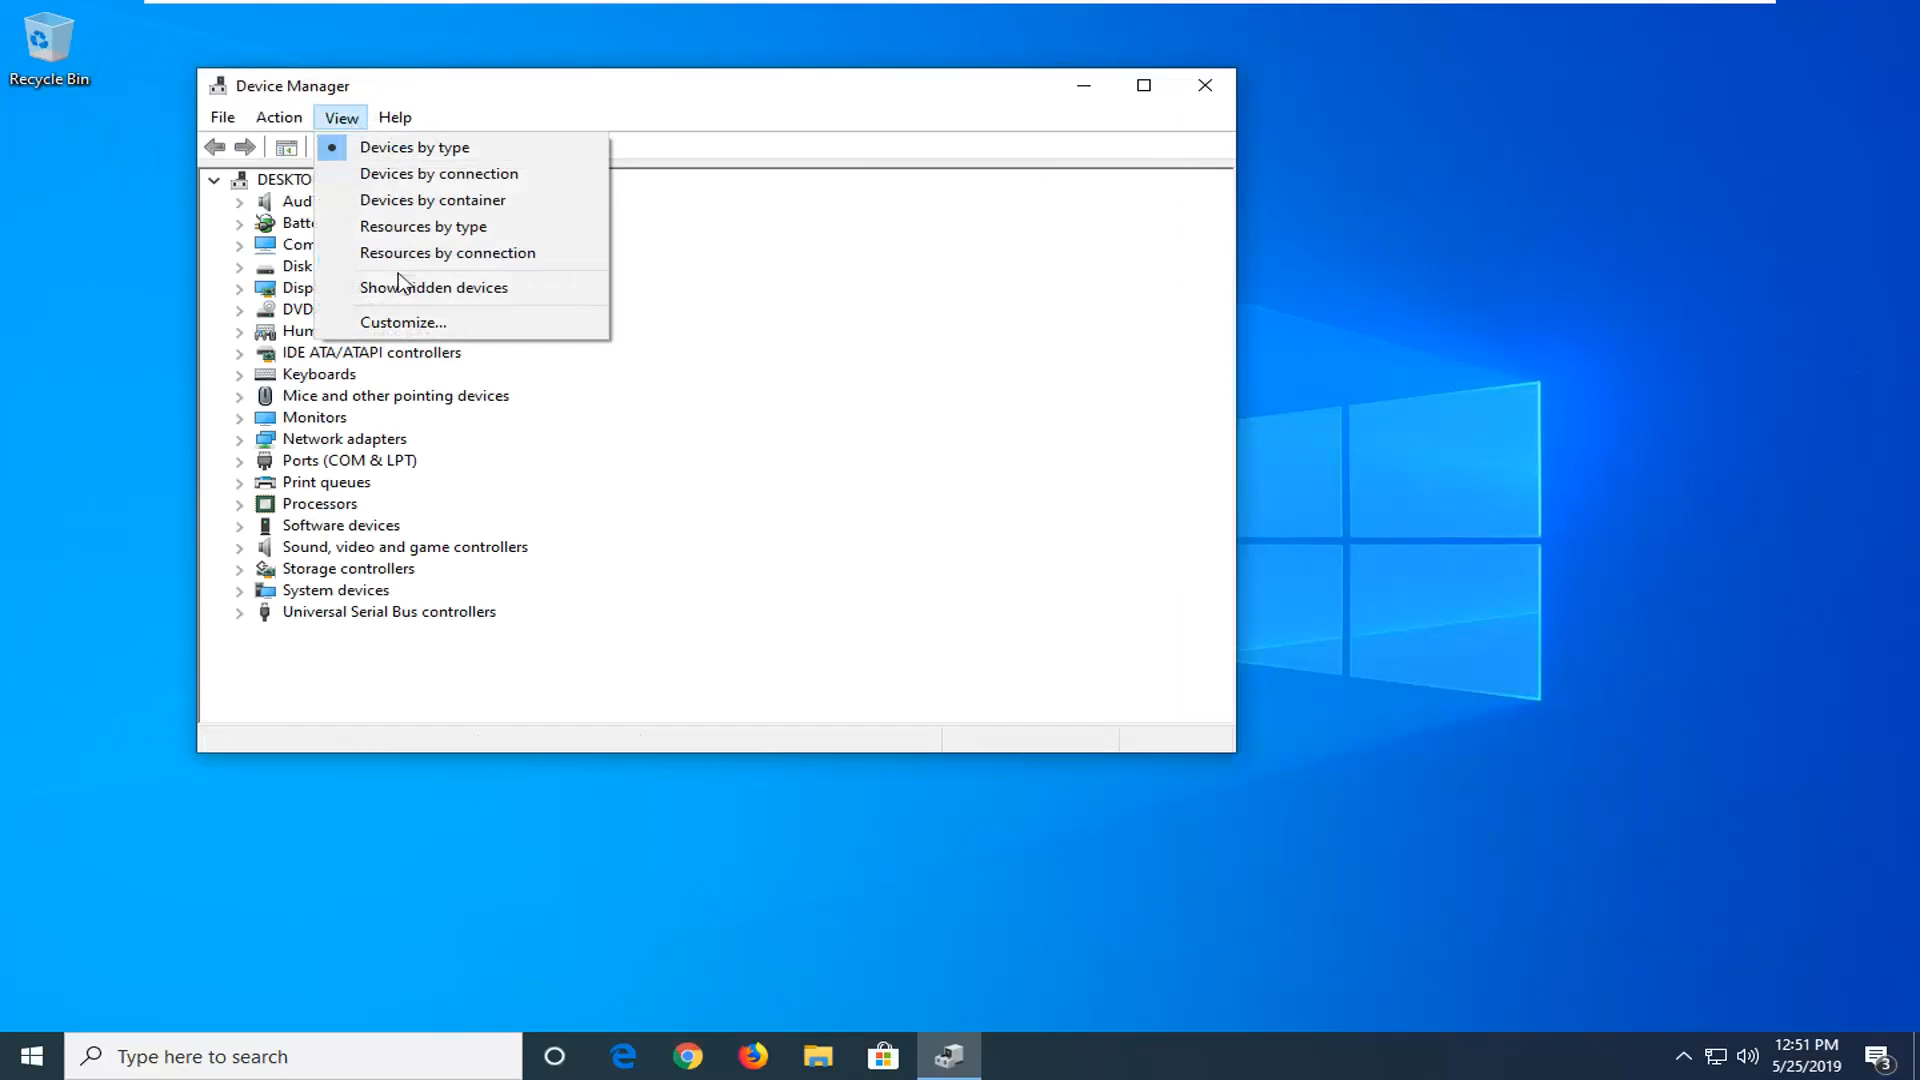 Recycle Bin
Device Manager
File Action View Help
Devices by type
Devices by connection
Devices by container
Resources by type
Resources by connection
Show hidden devices
Customize...
DESKTO
Aud
Batt
Com
Disk
Disp
DVD
Hum
IDE ATA/ATAPI controllers
Keyboards
Mice and other pointing devices
Monitors
Network adapters
Ports (COM & LPT)
Print queues
Processors
Software devices
Sound, video and game controllers
Storage controllers
System devices
Universal Serial Bus controllers
Type here to search
12:51 PM
5/25/2019
3